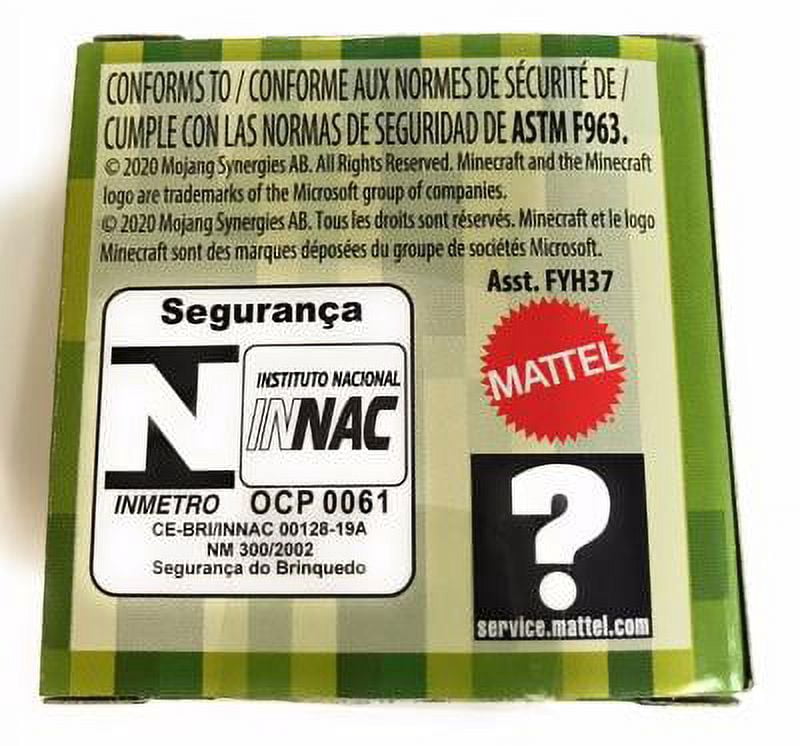 CONFORMS TO / CONFORME AUX NORMES DE SÉCURITÉ DE /
CUMPLE CON LAS NORMAS DE SEGURIDAD DE ASTM F963.
© 2020 Mojang Synergies AB. All Rights Reserved. Minecraft and the Minecraft
logo are trademarks of the Microsoft group of companies.
© 2020 Mojang Synergies AB. Tous les droits sont réservés. Minecraft et le logo
Minecraft sont des marques déposées du groupe de sociétés Microsoft.
Asst. FYH37
Segurança
N
INSTITUTO NACIONAL
INNAC
INMETRO OCP 0061
CE-BRI/INNAC 00128-19A
NM 300/2002
Segurança do Brinquedo
MATTEL
?
service.mattel.com